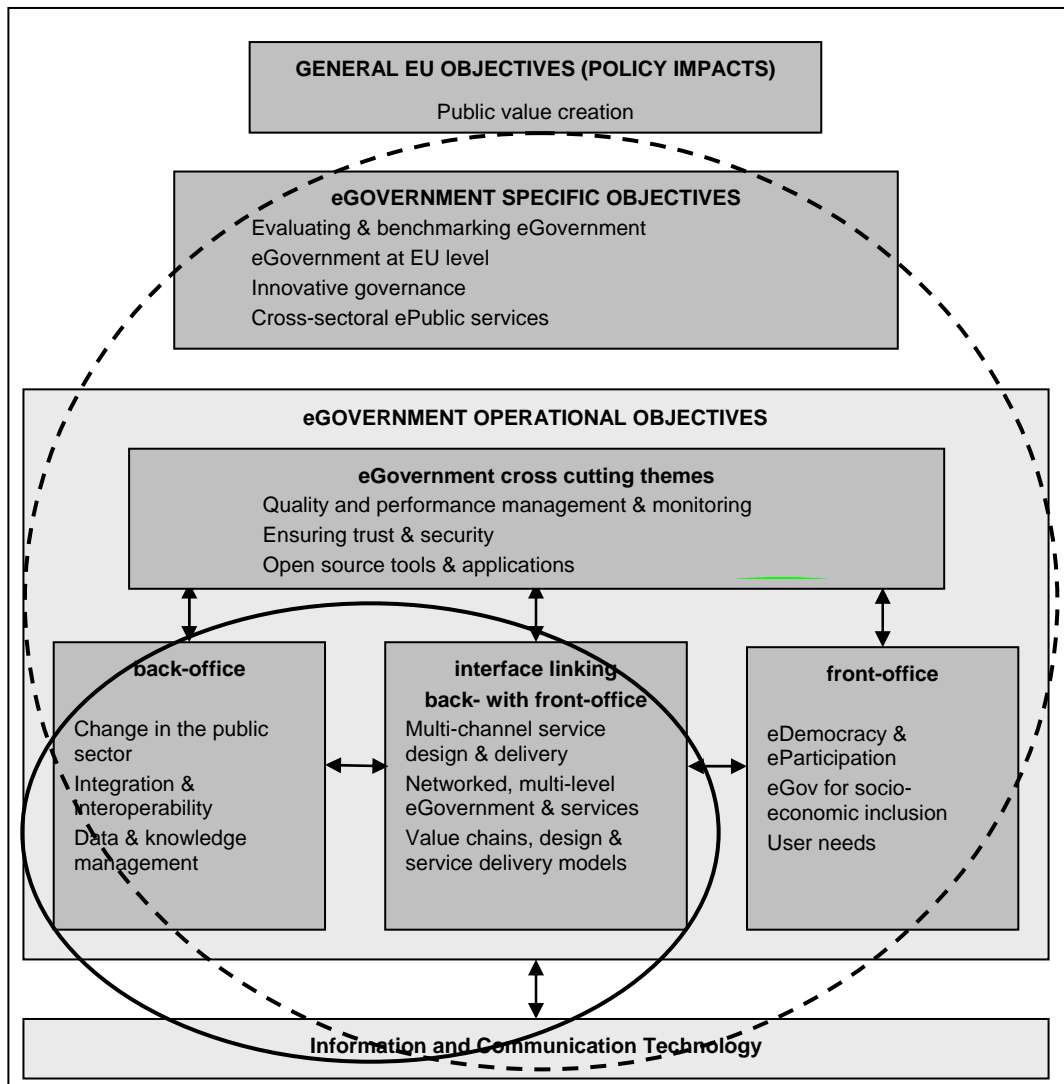 GENERAL EU OBJECTIVES (POLICY IMPACTS)
Public value creation
eGOVERNMENT SPECIFIC OBJECTIVES
Evaluating & benchmarking eGovernment
eGovernment at EU level
Innovative governance
Cross-sectoral ePublic services
eGOVERNMENT OPERATIONAL OBJECTIVES
eGovernment cross cutting themes
Quality and performance management & monitoring
Ensuring trust & security
Open source tools & applications
back-office
Change in the public
sector
Integration &
interoperability
Data & knowledge
management
interface linking
back- with front-office
Multi-channel service
design & delivery
Networked, multi-level
eGovernment & services
Value chains, design &
service delivery models
front-office
eDemocracy &
eParticipation
eGov for socio-
economic inclusion
User needs
Information and Communication Technology